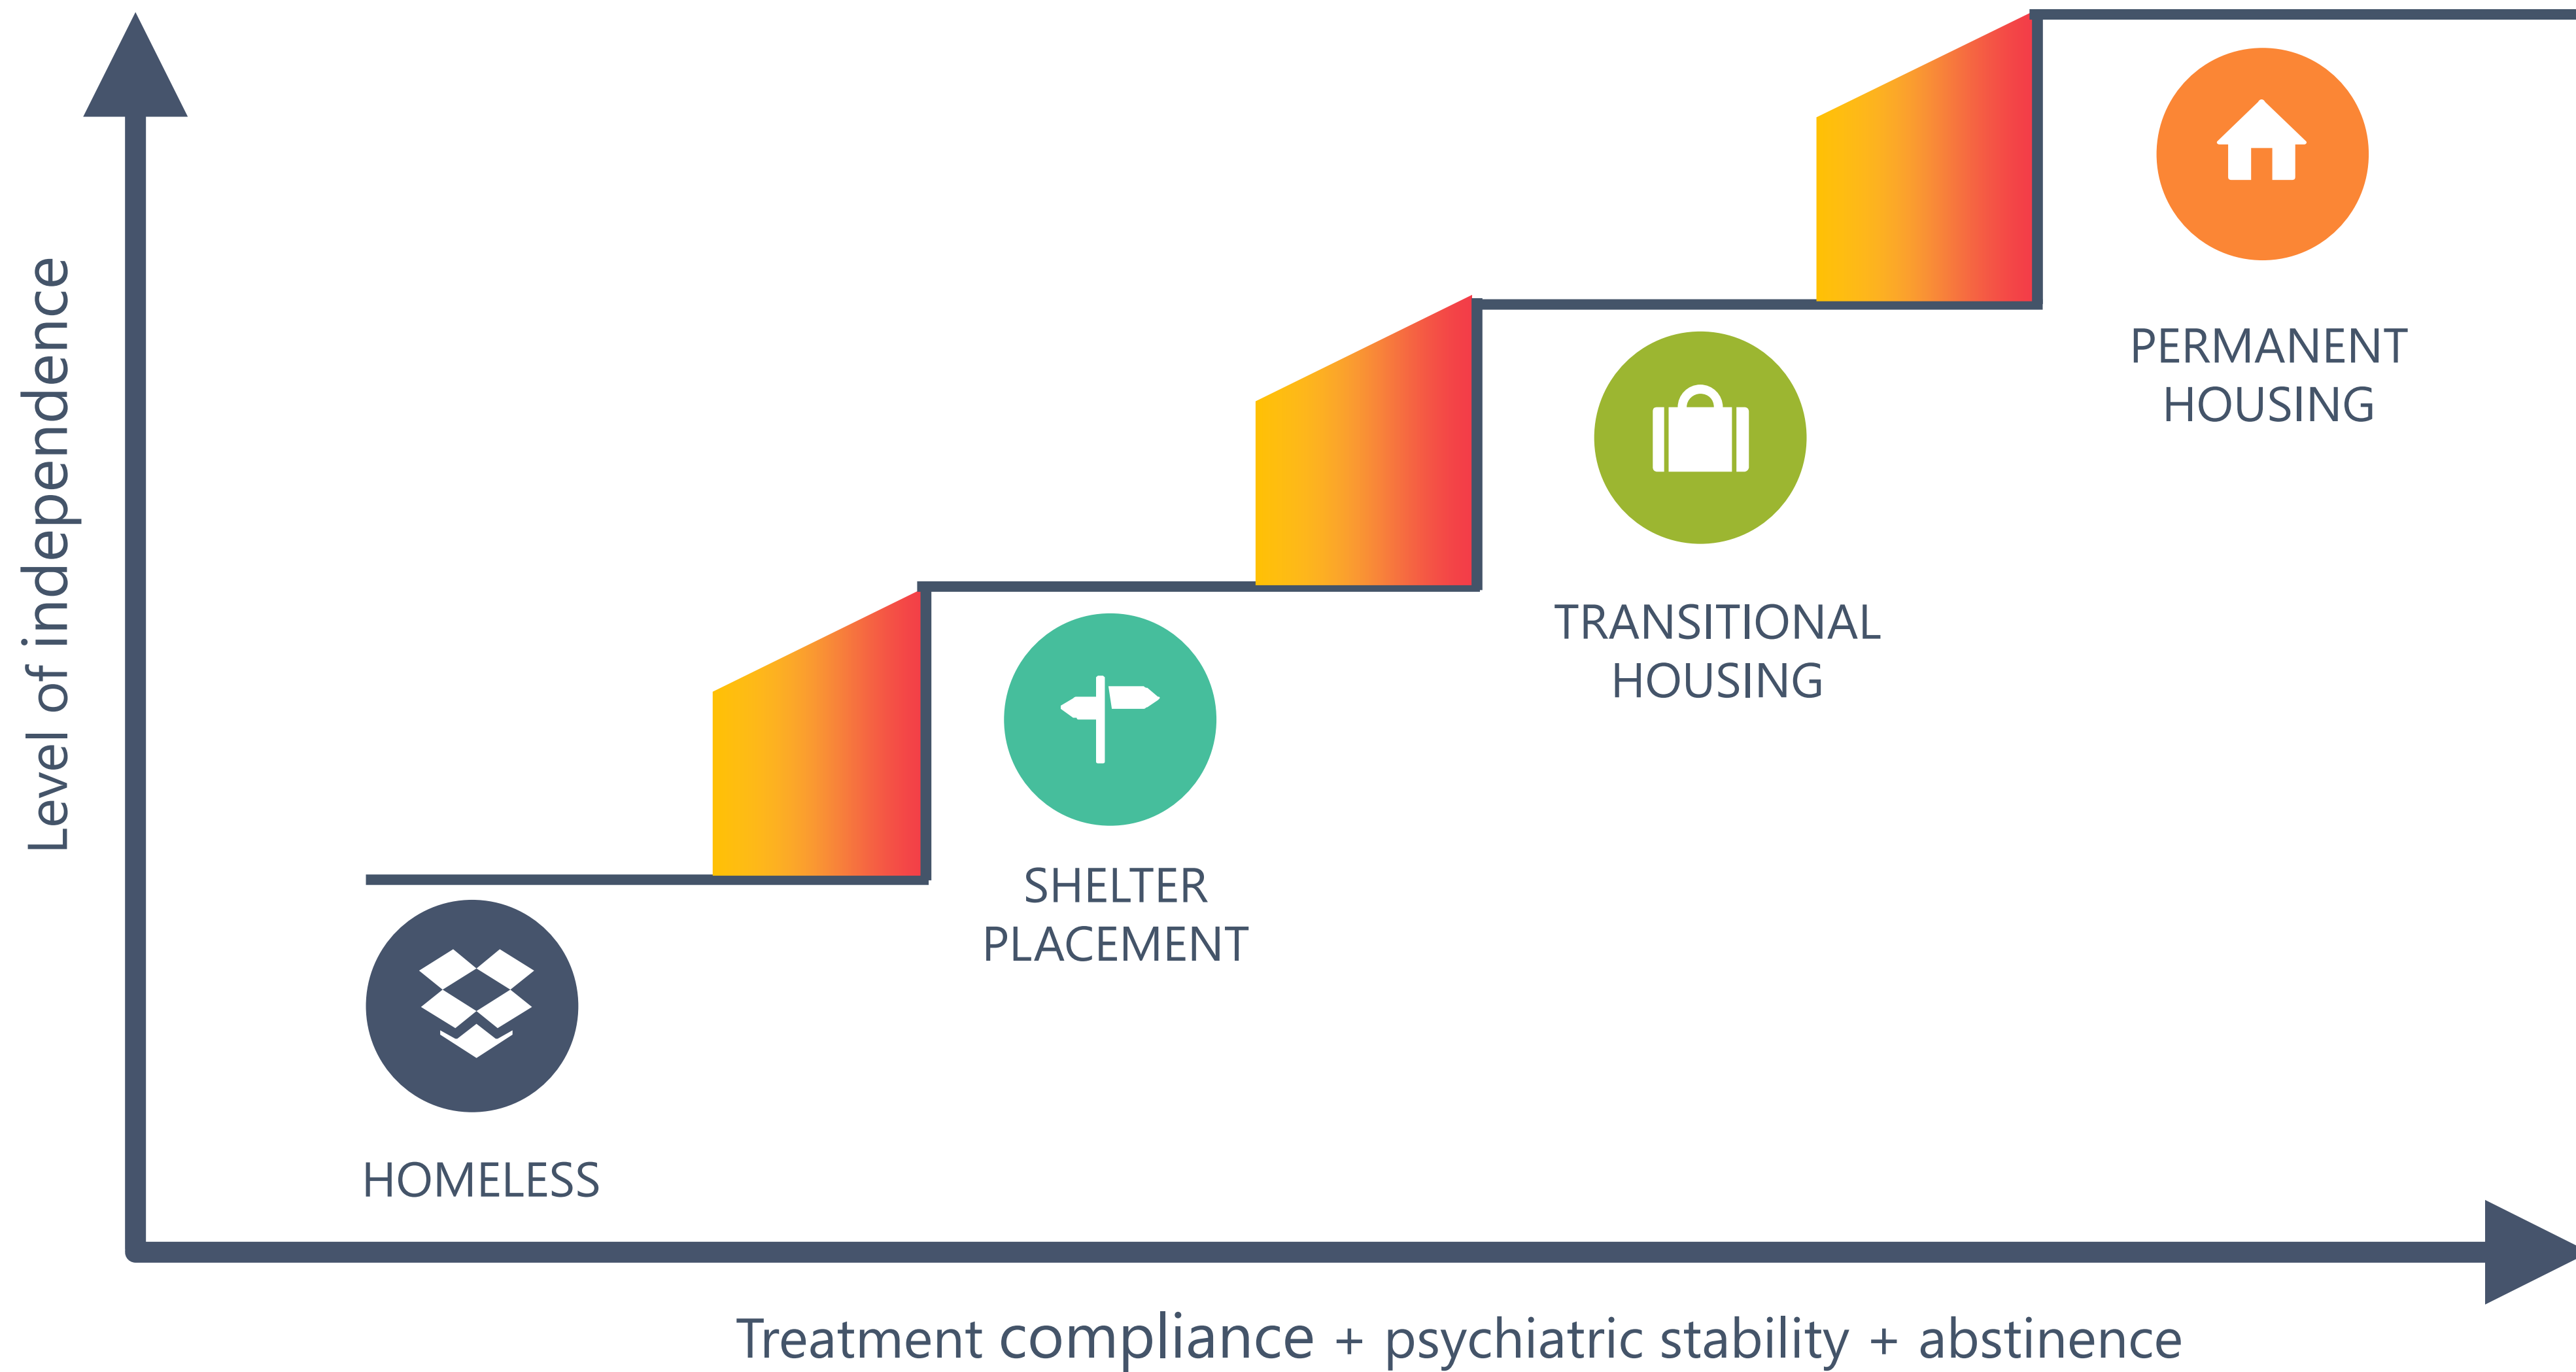 Level of independence
PERMANENT
HOUSING
TRANSITIONAL
HOUSING
SHELTER
PLACEMENT
HOMELESS
Treatment compliance + psychiatric stability + abstinence